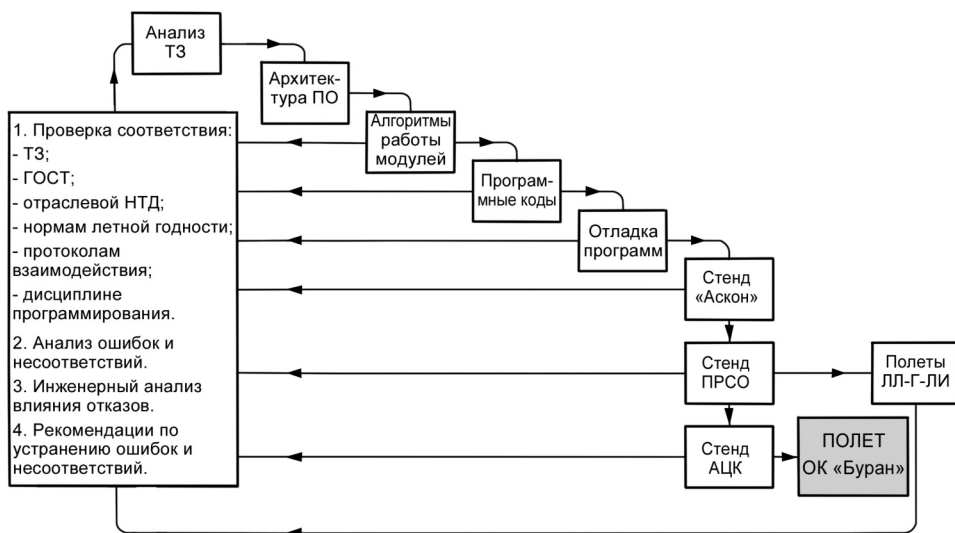 Анализ
ТЗ
Архитек-
тура ПО
Алгоритмы
работы
модулей
Програм-
мные коды
Отладка
программ
Стенд
«Аскон»
Стенд
ПРСО
Полеты
ЛЛ-Г-ЛИ
Стенд
АЦК
ПОЛЕТ
ОК «Буран»
1. Проверка соответствия:
- ТЗ;
- ГОСТ;
- отраслевой НТД;
- нормам летной годности;
- протоколам
взаимодействия;
- дисциплине
программирования.
2. Анализ ошибок и
несоответствий.
3. Инженерный анализ
влияния отказов.
4. Рекомендации по
устранению ошибок и
несоответствий.